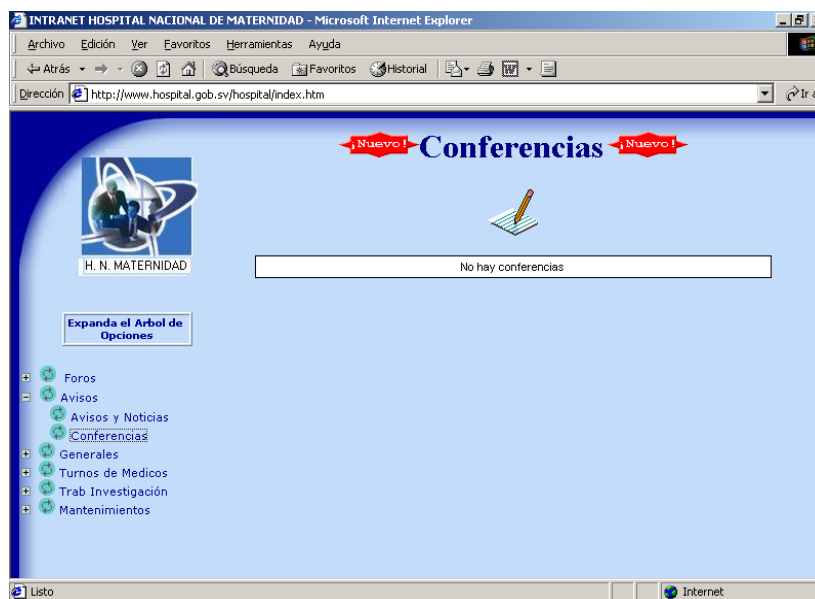 INTRANET HOSPITAL NACIONAL DE MATERNIDAD - Microsoft Internet Explorer
Archivo Edición Ver Favoritos Herramientas Ayuda
Atrás Búsqueda Favoritos Historial
Dirección http://www.hospital.gob.sv/hospital/index.htm Ir a
¡Nuevo! Conferencias ¡Nuevo!
H. N. MATERNIDAD
No hay conferencias
Expanda el Arbol de
Opciones
Foros
Avisos
Avisos y Noticias
Conferencias
Generales
Turnos de Medicos
Trab Investigación
Mantenimientos
Listo Internet